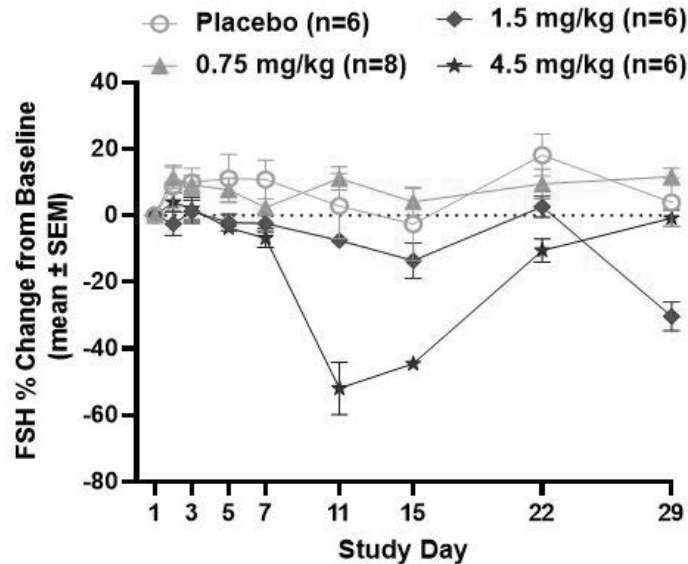 Placebo (n=6)
1.5 mg/kg (n=6)
0.75 mg/kg (n=8)
4.5 mg/kg (n=6)
FSH % Change from Baseline
(mean ± SEM)
40
20
0
-20
-40
-60
-80
1 3 5 7 11 15 22 29
Study Day